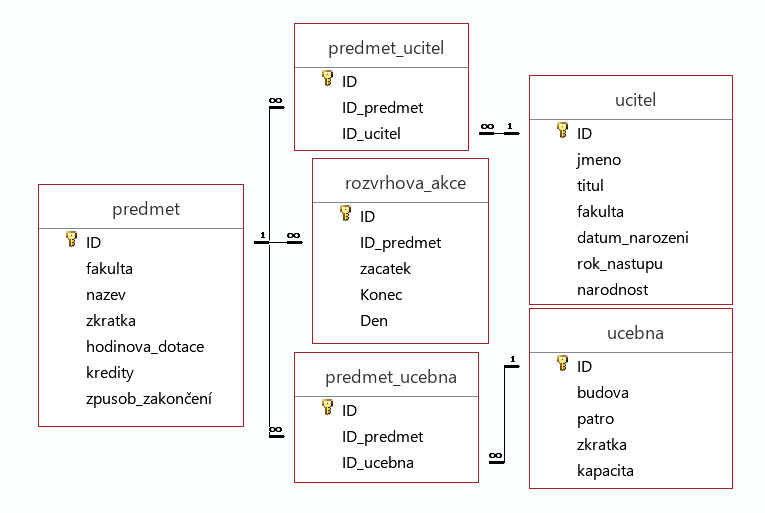 predmet_ucitel
ID
ID_predmet
ID_ucitel
∞
∞ 1
ucitel
ID
jmeno
titul
fakulta
datum_narozeni
rok_nastupu
narodnost
rozvrhova_akce
ID
ID_predmet
zacatek
Konec
Den
1 ∞
predmet
ID
fakulta
nazev
zkratka
hodinova_dotace
kredity
zpusob_zakončení
predmet_ucebna
ID
ID_predmet
ID_ucebna
∞
∞
1
ucebna
ID
budova
patro
zkratka
kapacita